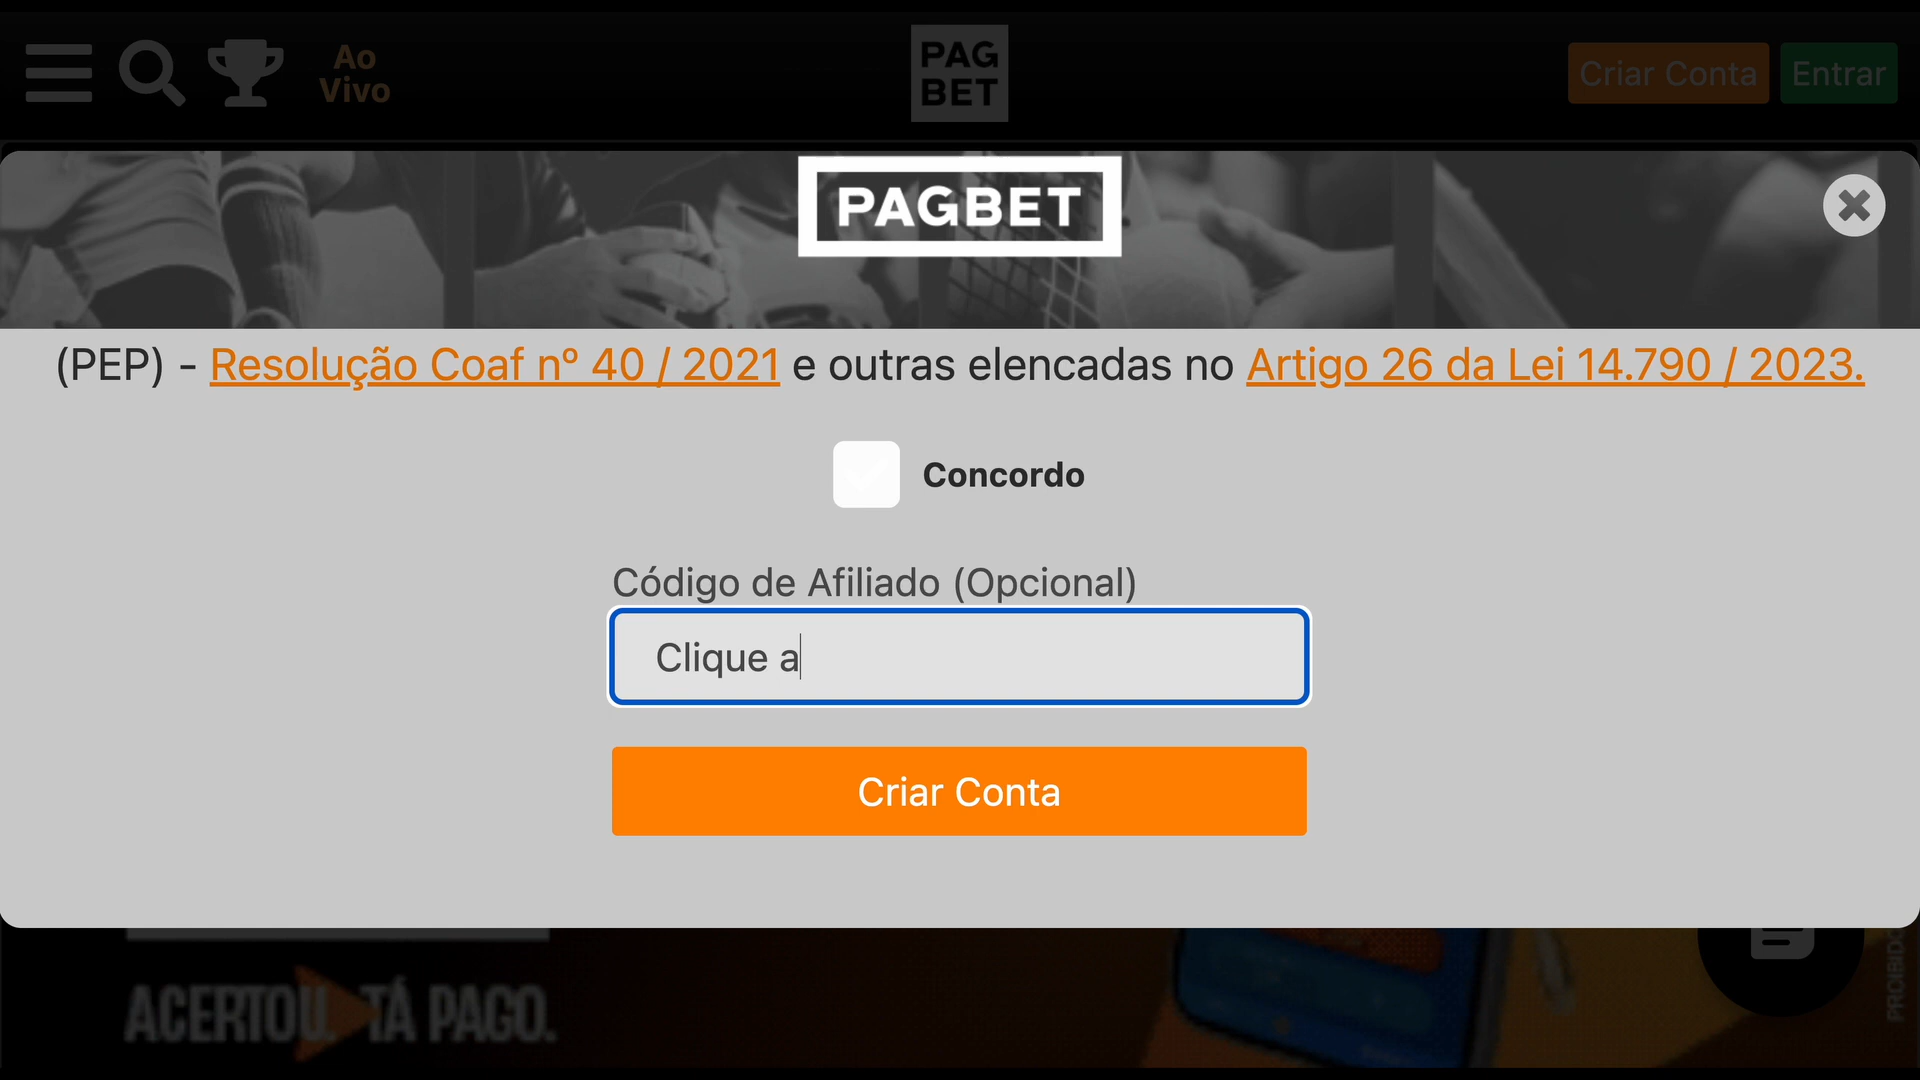 Ao
Vivo
PAG
BET
Criar Conta
Entrar
PAGBET
(PEP) - Resolução Coaf nº 40 / 2021 e outras elencadas no Artigo 26 da Lei 14.790 / 2023.
Concordo
Código de Afiliado (Opcional)
Clique a
Criar Conta
ACERTOU. TÁ PAGO.